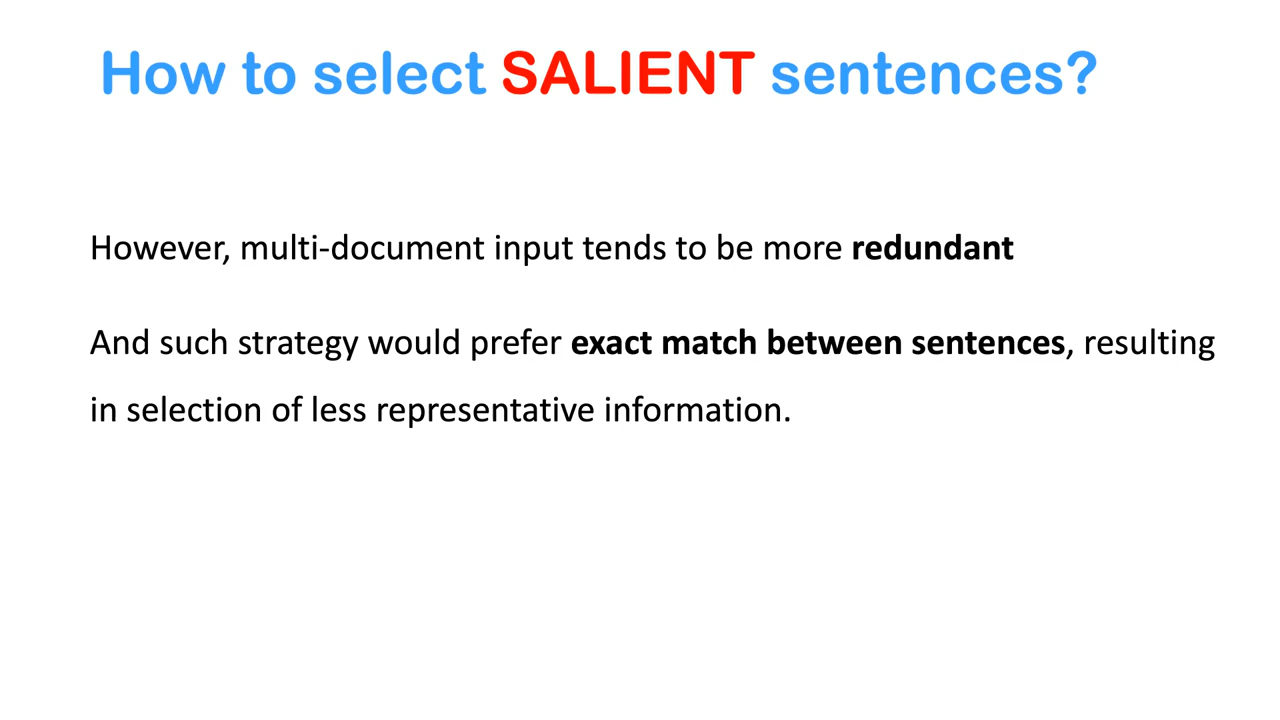 How to select SALIENT sentences?
However, multi-document input tends to be more redundant
And such strategy would prefer exact match between sentences, resulting
in selection of less representative information.